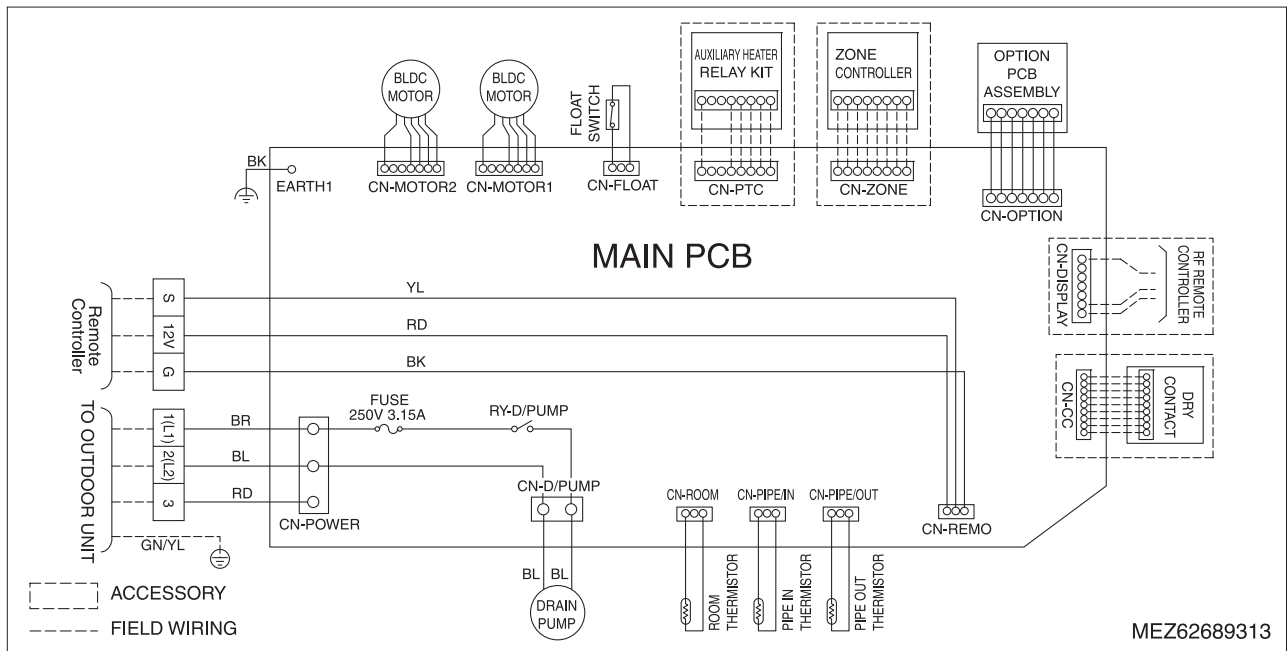 BLDC
MOTOR
BLDC
MOTOR
FLOAT
SWITCH
AUXILIARY HEATER
RELAY KIT
ZONE
CONTROLLER
OPTION
PCB
ASSEMBLY
BK
EARTH1
CN-MOTOR2
CN-MOTOR1
CN-FLOAT
CN-PTC
CN-ZONE
CN-OPTION
MAIN PCB
CN-DISPLAY
RF REMOTE
CONTROLLER
Remote
Controller
S
12V
G
YL
RD
BK
CN-CC
DRY
CONTACT
TO OUTDOOR UNIT
1(L1)
2(L2)
3
BR
BL
RD
GN/YL
CN-POWER
FUSE
250V 3.15A
RY-D/PUMP
CN-D/PUMP
BL
BL
DRAIN
PUMP
CN-ROOM
CN-PIPE/IN
CN-PIPE/OUT
CN-REMO
ROOM
THERMISTOR
PIPE IN
THERMISTOR
PIPE OUT
THERMISTOR
ACCESSORY
FIELD WIRING
MEZ62689313